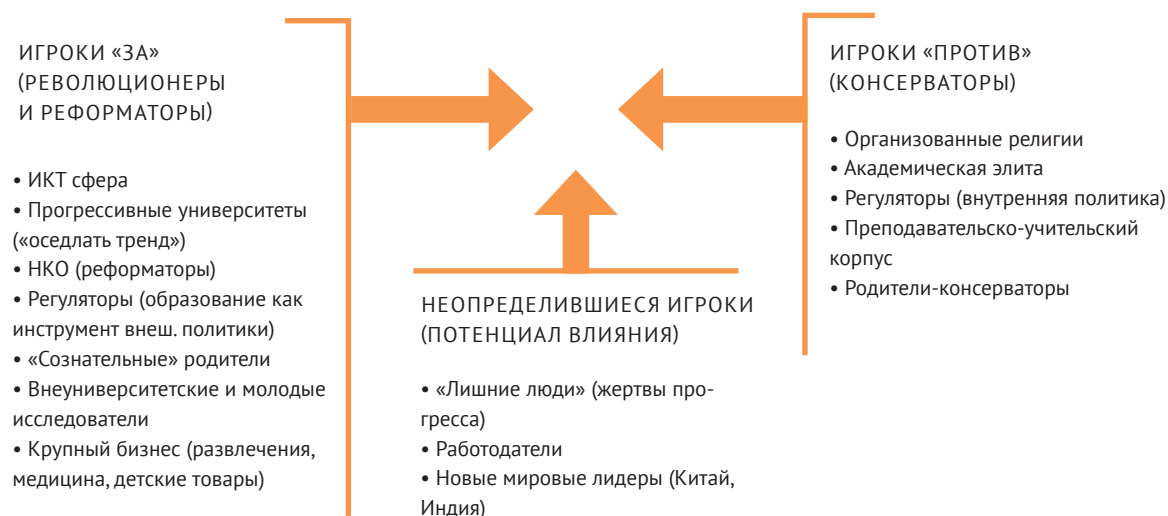 ИГРОКИ «ЗА»
(РЕВОЛЮЦИОНЕРЫ
И РЕФОРМАТОРЫ)
• ИКТ сфера
• Прогрессивные университеты
(«оседлать тренд»)
• НКО (реформаторы)
• Регуляторы (образование как
инструмент внеш. политики)
• «Сознательные» родители
• Внеуниверситетские и молодые
исследователи
• Крупный бизнес (развлечения,
медицина, детские товары)
НЕОПРЕДЕЛИВШИЕСЯ ИГРОКИ
(ПОТЕНЦИАЛ ВЛИЯНИЯ)
• «Лишние люди» (жертвы про-
гресса)
• Работодатели
• Новые мировые лидеры (Китай,
Индия)
ИГРОКИ «ПРОТИВ»
(КОНСЕРВАТОРЫ)
• Организованные религии
• Академическая элита
• Регуляторы (внутренняя политика)
• Преподавательско-учительский
корпус
• Родители-консерваторы